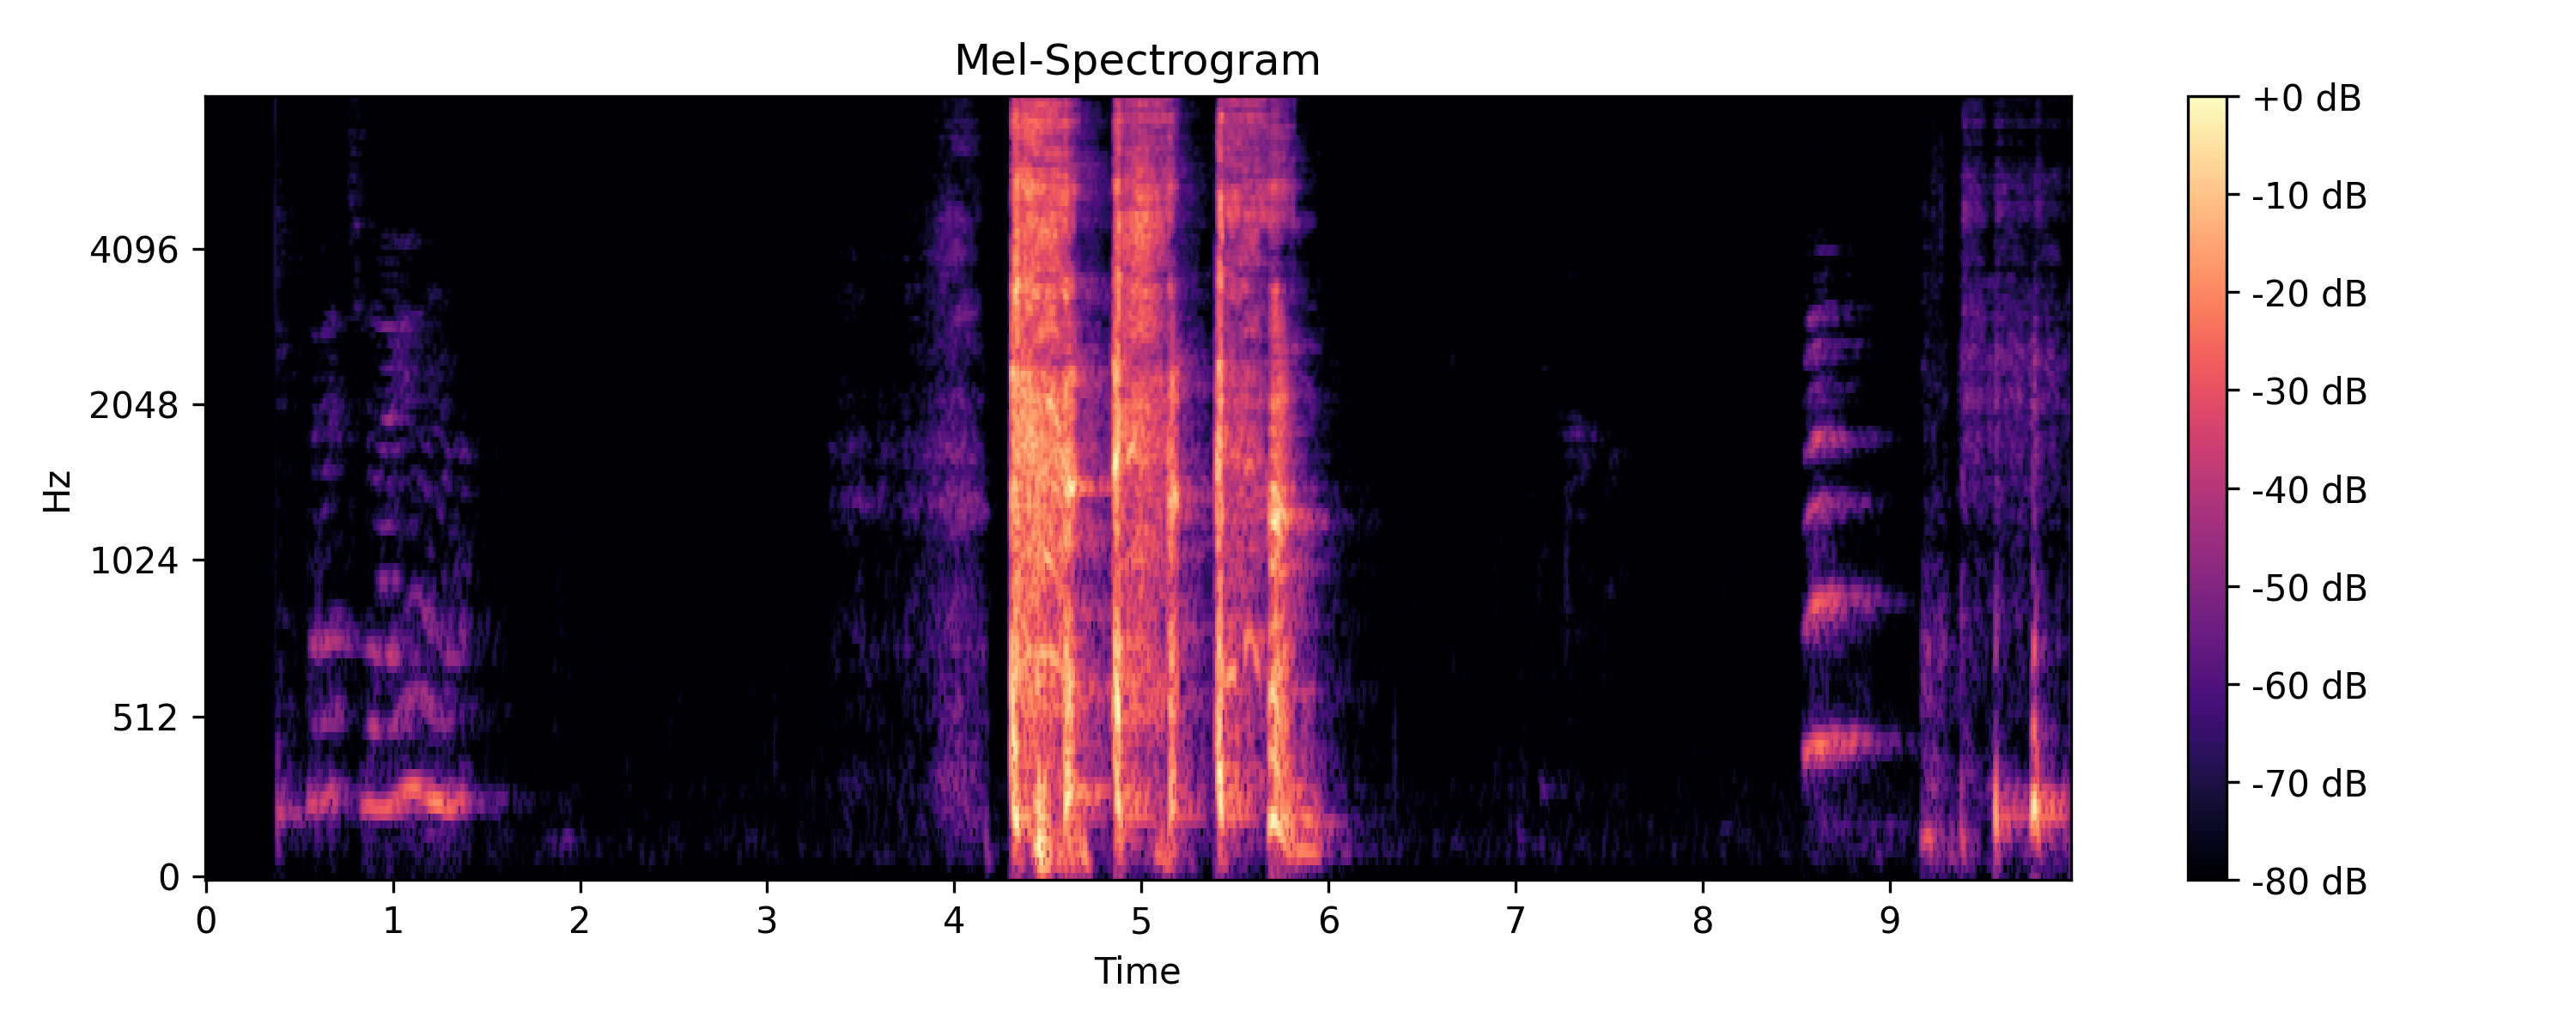 Mel-Spectrogram
+0 dB
-10 dB
-20 dB
-30 dB
-40 dB
-50 dB
-60 dB
-70 dB
-80 dB
Hz
4096
2048
1024
512
0
0 1 2 3 4 5 6 7 8 9
Time